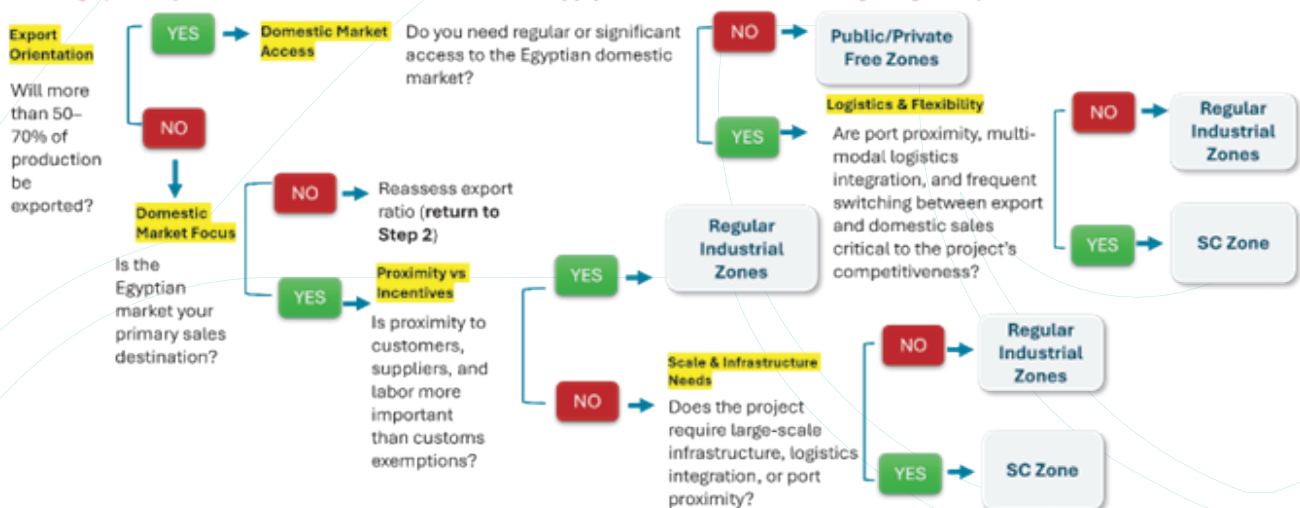 Export
Orientation
Will more
than 50–
70% of
production
be
exported?
YES
Domestic Market
Access
Do you need regular or significant
access to the Egyptian domestic
market?
NO
Public/Private
Free Zones
YES
Logistics & Flexibility
Are port proximity, multi-
modal logistics
integration, and frequent
switching between export
and domestic sales
critical to the project's
competitiveness?
NO
Regular
Industrial
Zones
YES
SC Zone
NO
Domestic
Market Focus
Is the
Egyptian
market your
primary sales
destination?
NO
Reassess export
ratio (return to
Step 2)
YES
Proximity vs
Incentives
Is proximity to
customers,
suppliers, and
labor more
important
than customs
exemptions?
YES
Regular
Industrial
Zones
NO
Scale & Infrastructure
Needs
Does the project
require large-scale
infrastructure, logistics
integration, or port
proximity?
NO
Regular
Industrial
Zones
YES
SC Zone